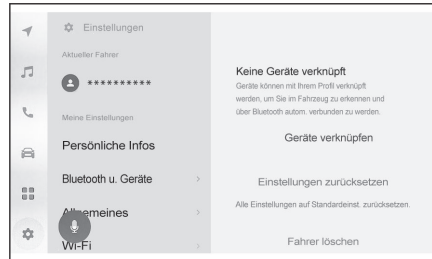 Einstellungen
Aktueller Fahrer
**********
Meine Einstellungen
Persönliche Infos
Bluetooth u. Geräte
Allgemeines
Wi-Fi
Keine Geräte verknüpft
Geräte können mit Ihrem Profil verknüpft
werden, um Sie im Fahrzeug zu erkennen und
über Bluetooth autom. verbunden zu werden.
Geräte verknüpfen
Einstellungen zurücksetzen
Alle Einstellungen auf Standardeinst. zurücksetzen.
Fahrer löschen